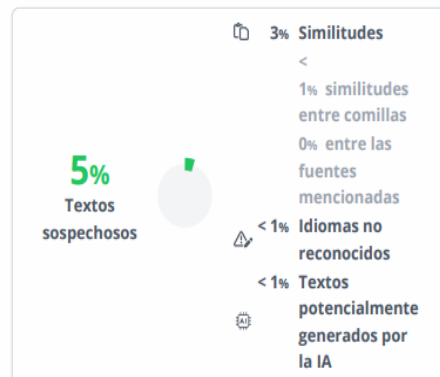 5%
Textos
sospechosos
3% Similitudes
<
1% similitudes
entre comillas
0% entre las
fuentes
mencionadas
< 1% Idiomas no
reconocidos
< 1% Textos
potencialmente
generados por
la IA
AI